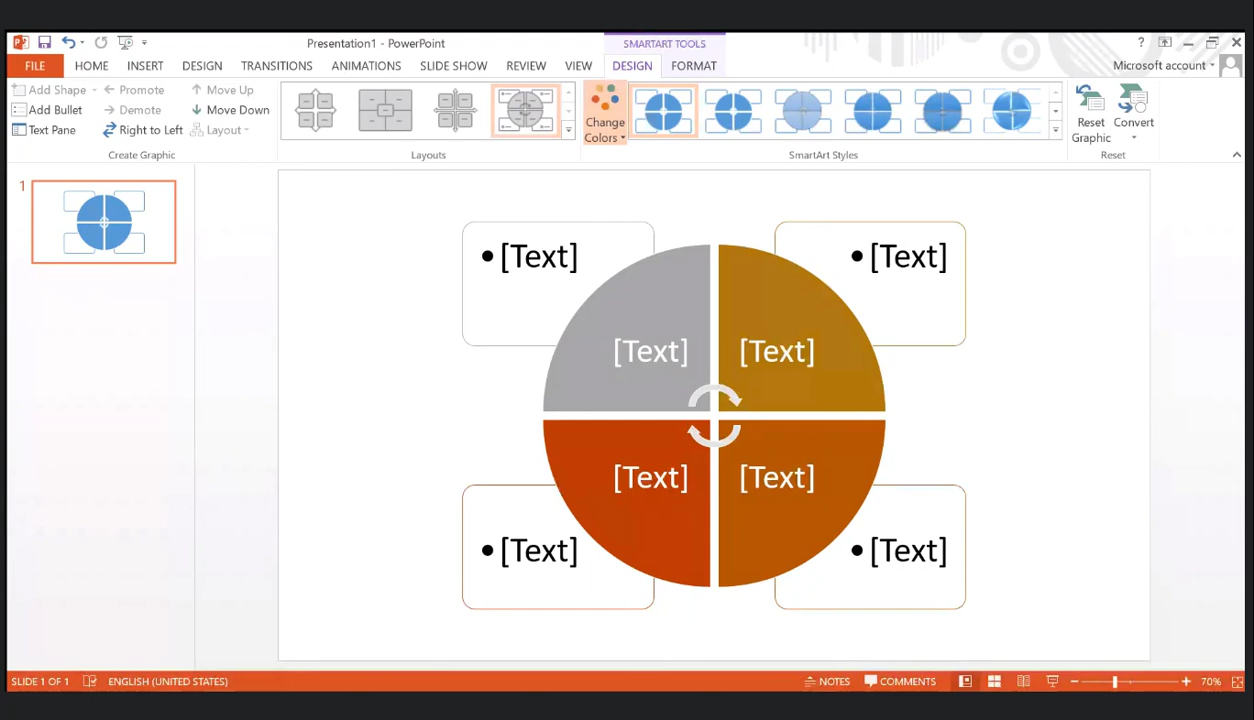 Presentation1 - PowerPoint
SMARTART TOOLS
?
FILE HOME INSERT DESIGN TRANSITIONS ANIMATIONS SLIDE SHOW REVIEW VIEW DESIGN FORMAT Microsoft account
Add Shape Promote Move Up
Add Bullet Demote Move Down
Text Pane Right to Left Layout
Create Graphic
Layouts
Change
Colors
SmartArt Styles
Reset
Graphic
Convert
Reset
1
• [Text]
• [Text]
[Text] [Text]
[Text] [Text]
• [Text]
• [Text]
SLIDE 1 OF 1 ENGLISH (UNITED STATES) NOTES COMMENTS 70%